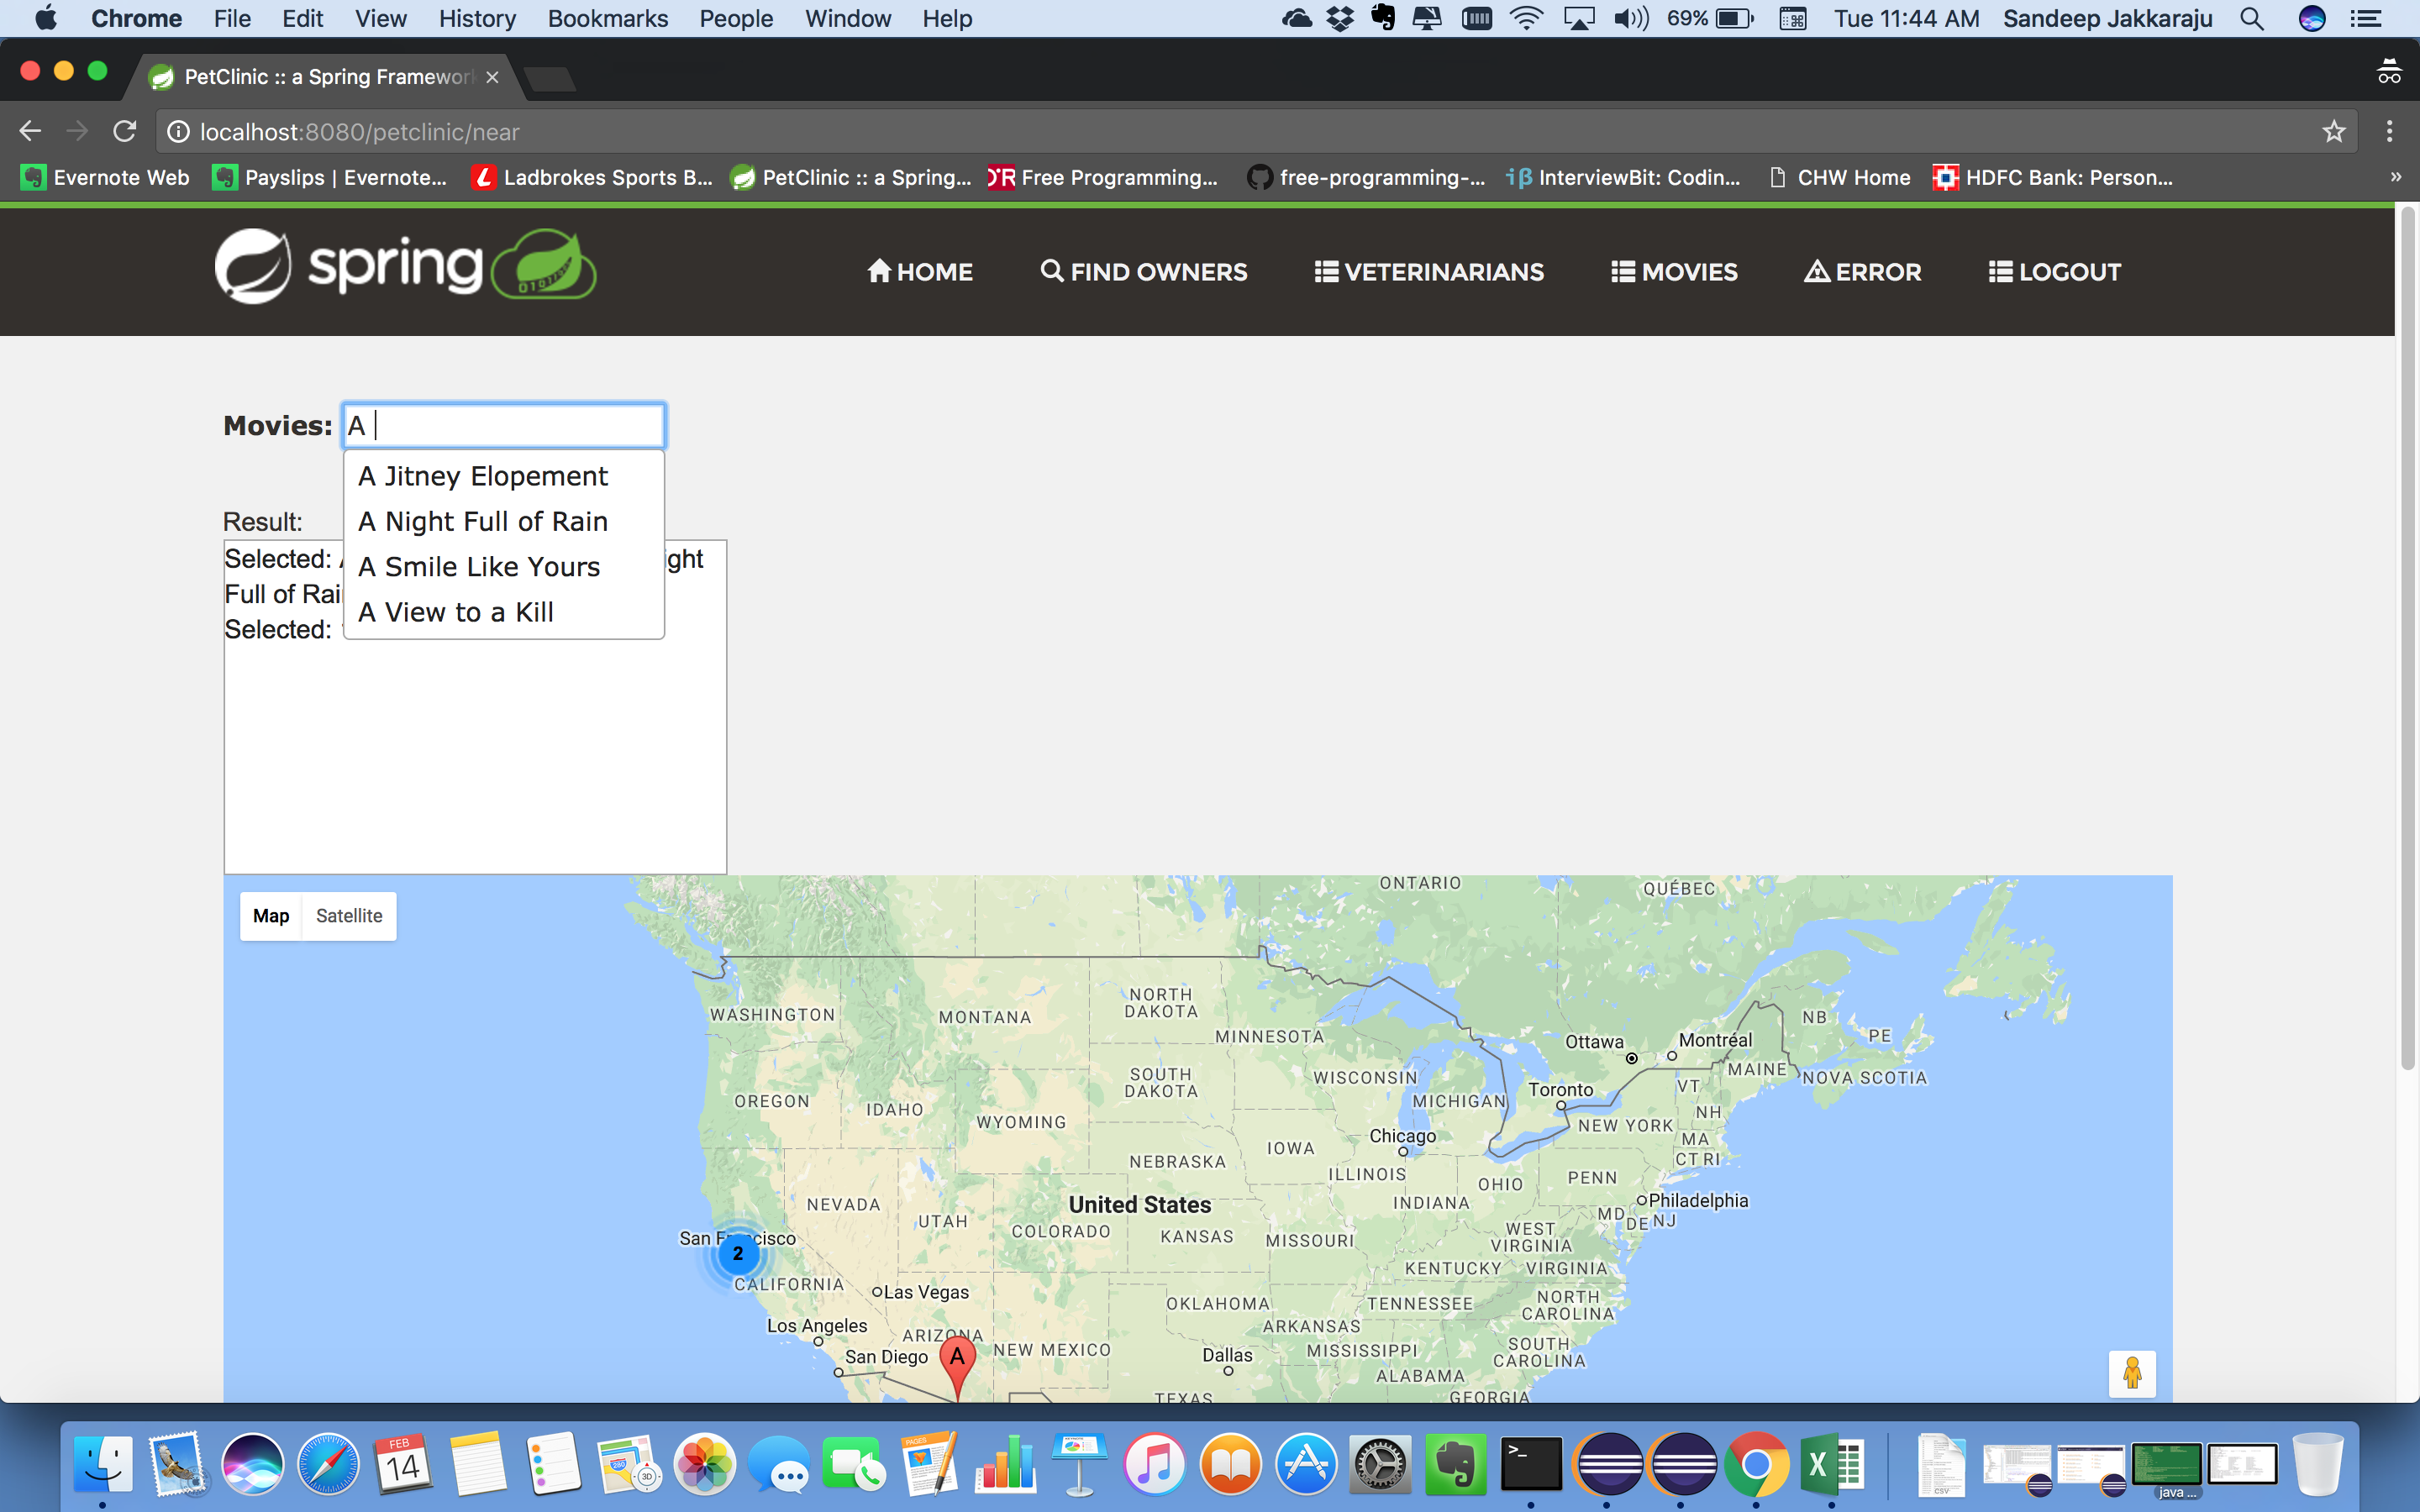 Chrome File Edit View History Bookmarks People Window Help 69% Tue 11:44 AM Sandeep Jakkaraju
PetClinic :: a Spring Framework
localhost:8080/petclinic/near
Evernote Web Payslips | Evernote... Ladbrokes Sports B... PetClinic :: a Spring... Free Programming... free-programming-... InterviewBit: Codin... CHW Home HDFC Bank: Person... »
spring HOME FIND OWNERS VETERINARIANS MOVIES ERROR LOGOUT
Movies: A
A Jitney Elopement
A Night Full of Rain
A Smile Like Yours
A View to a Kill
Result:
Selected: ight
Full of Rai
Selected:
Map Satellite
ONTARIO
QUÉBEC
WASHINGTON
MONTANA
NORTH
DAKOTA
MINNESOTA
NB
PE
Ottawa
Montréal
MAINE
NOVA SCOTIA
SOUTH
DAKOTA
WISCONSIN
Toronto
VT
OREGON
IDAHO
MICHIGAN
NH
WYOMING
NEW YORK
Chicago
MA
IOWA
CT RI
NEBRASKA
ILLINOIS
OHIO
PENN
NEVADA
United States
INDIANA
Philadelphia
UTAH
MD
DE
NJ
COLORADO
KANSAS
MISSOURI
WEST
VIRGINIA
San Francisco
2
KENTUCKY
VIRGINIA
CALIFORNIA
Las Vegas
OKLAHOMA
TENNESSEE
NORTH
CAROLINA
Los Angeles
ARIZONA
ARKANSAS
NEW MEXICO
MISSISSIPPI
SOUTH
CAROLINA
San Diego
A
Dallas
ALABAMA
TEXAS
GEORGIA
FEB
14
PAGES
280
3D
>_
X
CSV
java ...